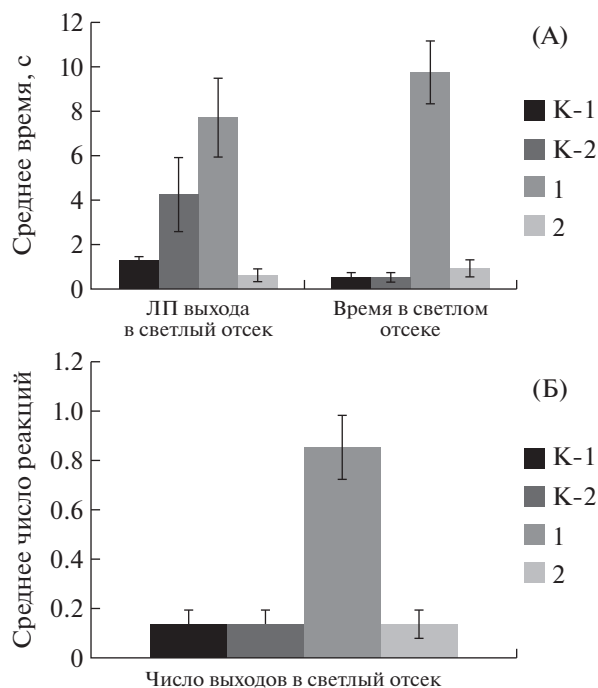 (А)
Среднее время, с
12
10
8
6
4
2
0
К-1
К-2
1
2
ЛП выхода
в светлый отсек
Время в светлом
отсеке
(Б)
Среднее число реакций
1.2
1.0
0.8
0.6
0.4
0.2
0
К-1
К-2
1
2
Число выходов в светлый отсек